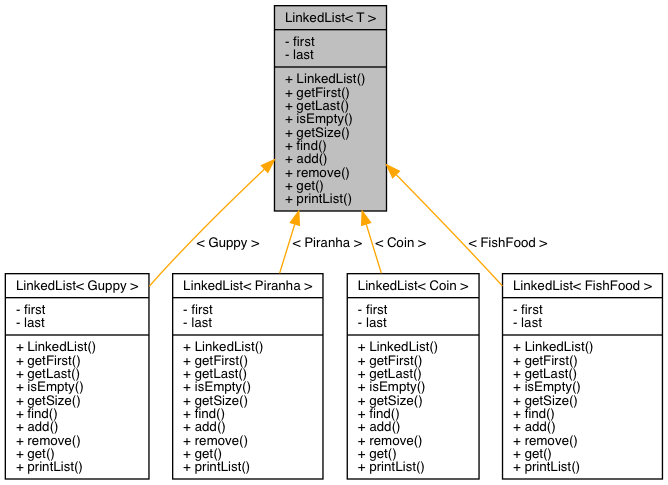 LinkedList< T >
- first
- last
+ LinkedList()
+ getFirst()
+ getLast()
+ isEmpty()
+ getSize()
+ find()
+ add()
+ remove()
+ get()
+ printList()
< Guppy >
< Piranha >
< Coin >
< FishFood >
LinkedList< Guppy >
- first
- last
+ LinkedList()
+ getFirst()
+ getLast()
+ isEmpty()
+ getSize()
+ find()
+ add()
+ remove()
+ get()
+ printList()
LinkedList< Piranha >
- first
- last
+ LinkedList()
+ getFirst()
+ getLast()
+ isEmpty()
+ getSize()
+ find()
+ add()
+ remove()
+ get()
+ printList()
LinkedList< Coin >
- first
- last
+ LinkedList()
+ getFirst()
+ getLast()
+ isEmpty()
+ getSize()
+ find()
+ add()
+ remove()
+ get()
+ printList()
LinkedList< FishFood >
- first
- last
+ LinkedList()
+ getFirst()
+ getLast()
+ isEmpty()
+ getSize()
+ find()
+ add()
+ remove()
+ get()
+ printList()